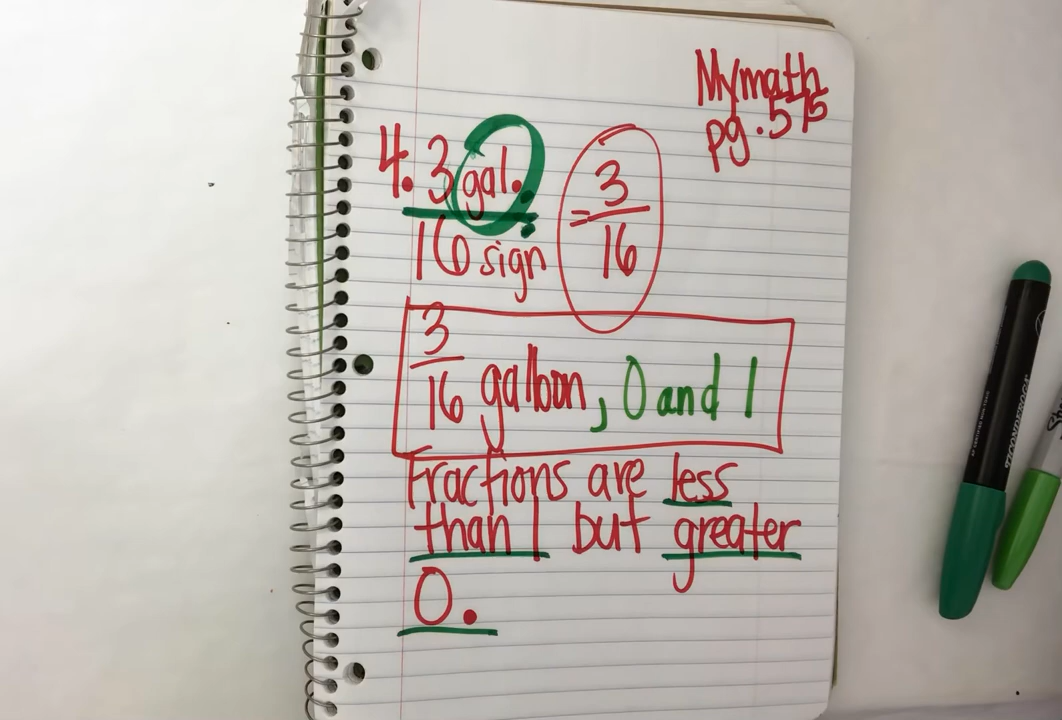 Mymath
pg. 575
4. 3 gal.
16 sign
= 3
16
3
16 gallon, 0 and 1
Fractions are less
than 1 but greater
0.